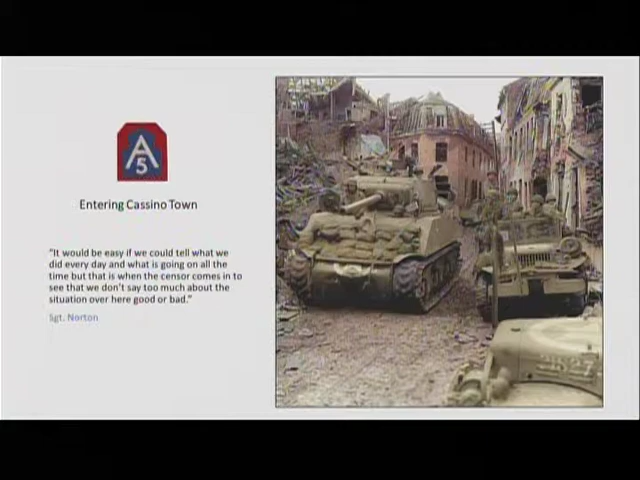 A
5
Entering Cassino Town
"It would be easy if we could tell what we
did every day and what is going on all the
time but that is when the censor comes in to
see that we don't say too much about the
situation over here good or bad."
Sgt. Norton